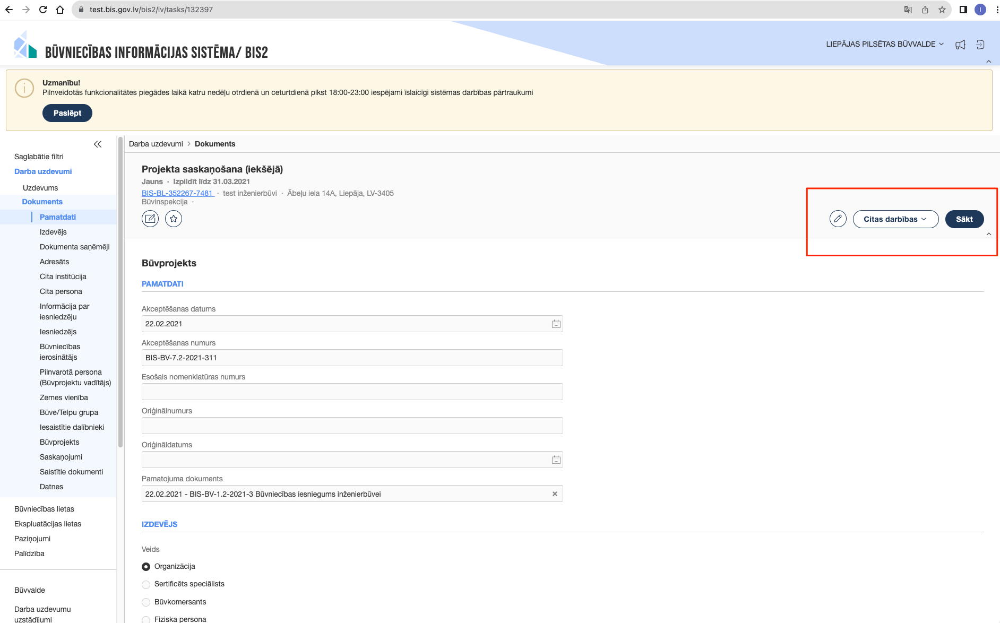 test.bis.gov.lv/bis2/lv/tasks/132397
I
BŪVNIECĪBAS INFORMĀCIJAS SISTĒMA/ BIS2
LIEPĀJAS PILSĒTAS BŪVVALDE
Uzmanību!
Pilnveidotās funkcionalitātes piegādes laikā katru nedēļu otrdienā un ceturtdienā plkst 18:00-23:00 iespējami īslaicīgi sistēmas darbības pārtraukumi
Paslēpt
Saglabātie filtri
Darba uzdevumi
Uzdevums
Dokuments
Pamatdati
Izdevējs
Dokumenta saņēmēji
Adresāts
Cita institūcija
Cita persona
Informācija par
iesniedzēju
Iesniedzējs
Būvniecības
ierosinātājs
Pilnvarotā persona
(Būvprojektu vadītājs)
Zemes vienība
Būve/Telpu grupa
Iesaistītie dalībnieki
Būvprojekts
Saskaņojumi
Saistītie dokumenti
Datnes
Būvniecības lietas
Ekspluatācijas lietas
Paziņojumi
Palīdzība
Būvvalde
Darba uzdevumu
uzstādījumi
Darba uzdevumi > Dokuments
Projekta saskaņošana (iekšējā)
Jauns · Izpildīt līdz 31.03.2021
BIS-BL-352267-7481 · test inženierbūvi · Ābeļu iela 14A, Liepāja, LV-3405
Būvinspekcija ·
Citas darbības
Sākt
Būvprojekts
PAMATDATI
Akceptēšanas datums
22.02.2021
Akceptēšanas numurs
BIS-BV-7.2-2021-311
Esošais nomenklatūras numurs
Oriģinālnumurs
Oriģināldatums
Pamatojuma dokuments
22.02.2021 - BIS-BV-1.2-2021-3 Būvniecības iesniegums inženierbūvei
IZDEVĒJS
Veids
Organizācija
Sertificēts speciālists
Būvkomersants
Fiziska persona